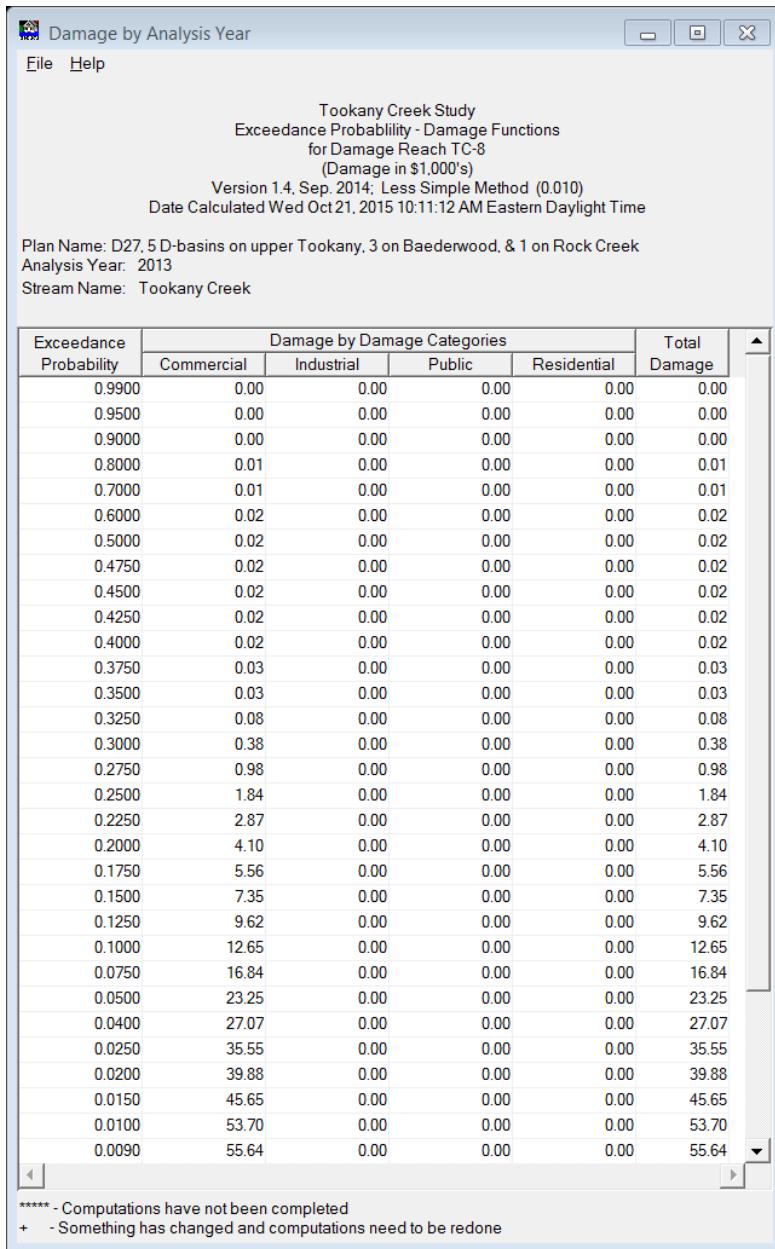 Damage by Analysis Year
File Help
Tookany Creek Study
Exceedance Probablility - Damage Functions
for Damage Reach TC-8
(Damage in $1,000's)
Version 1.4, Sep. 2014; Less Simple Method (0.010)
Date Calculated Wed Oct 21, 2015 10:11:12 AM Eastern Daylight Time
Plan Name: D27, 5 D-basins on upper Tookany, 3 on Baederwood, & 1 on Rock Creek
Analysis Year: 2013
Stream Name: Tookany Creek
Exceedance Damage by Damage Categories Total
Probability Commercial Industrial Public Residential Damage
0.9900 0.00 0.00 0.00 0.00 0.00
0.9500 0.00 0.00 0.00 0.00 0.00
0.9000 0.00 0.00 0.00 0.00 0.00
0.8000 0.01 0.00 0.00 0.00 0.01
0.7000 0.01 0.00 0.00 0.00 0.01
0.6000 0.02 0.00 0.00 0.00 0.02
0.5000 0.02 0.00 0.00 0.00 0.02
0.4750 0.02 0.00 0.00 0.00 0.02
0.4500 0.02 0.00 0.00 0.00 0.02
0.4250 0.02 0.00 0.00 0.00 0.02
0.4000 0.02 0.00 0.00 0.00 0.02
0.3750 0.03 0.00 0.00 0.00 0.03
0.3500 0.03 0.00 0.00 0.00 0.03
0.3250 0.08 0.00 0.00 0.00 0.08
0.3000 0.38 0.00 0.00 0.00 0.38
0.2750 0.98 0.00 0.00 0.00 0.98
0.2500 1.84 0.00 0.00 0.00 1.84
0.2250 2.87 0.00 0.00 0.00 2.87
0.2000 4.10 0.00 0.00 0.00 4.10
0.1750 5.56 0.00 0.00 0.00 5.56
0.1500 7.35 0.00 0.00 0.00 7.35
0.1250 9.62 0.00 0.00 0.00 9.62
0.1000 12.65 0.00 0.00 0.00 12.65
0.0750 16.84 0.00 0.00 0.00 16.84
0.0500 23.25 0.00 0.00 0.00 23.25
0.0400 27.07 0.00 0.00 0.00 27.07
0.0250 35.55 0.00 0.00 0.00 35.55
0.0200 39.88 0.00 0.00 0.00 39.88
0.0150 45.65 0.00 0.00 0.00 45.65
0.0100 53.70 0.00 0.00 0.00 53.70
0.0090 55.64 0.00 0.00 0.00 55.64
***** - Computations have not been completed
+ - Something has changed and computations need to be redone